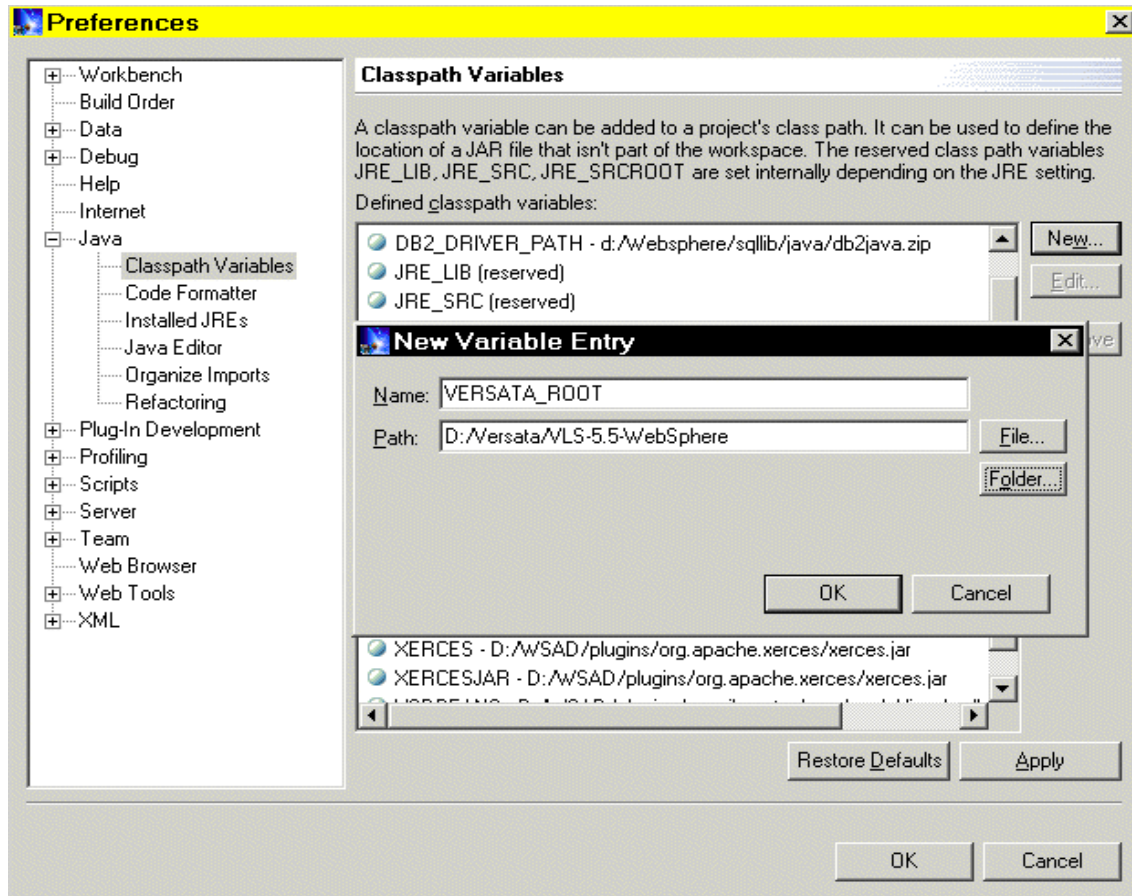 Preferences
Workbench
Build Order
Data
Debug
Help
Internet
Java
Classpath Variables
Code Formatter
Installed JREs
Java Editor
Organize Imports
Refactoring
Plug-In Development
Profiling
Scripts
Server
Team
Web Browser
Web Tools
XML
Classpath Variables
A classpath variable can be added to a project's class path. It can be used to define the
location of a JAR file that isn't part of the workspace. The reserved class path variables
JRE_LIB, JRE_SRC, JRE_SRCROOT are set internally depending on the JRE setting.
Defined classpath variables:
DB2_DRIVER_PATH - d:/Websphere/sqllib/java/db2java.zip
JRE_LIB (reserved)
JRE_SRC (reserved)
New...
Edit...
New Variable Entry
Name: VERSATA_ROOT
Path: D:/Versata/VLS-5.5-WebSphere
File...
Folder...
OK Cancel
XERCES - D:/WSAD/plugins/org.apache.xerces/xerces.jar
XERCESJAR - D:/WSAD/plugins/org.apache.xerces/xerces.jar
Restore Defaults Apply
OK Cancel